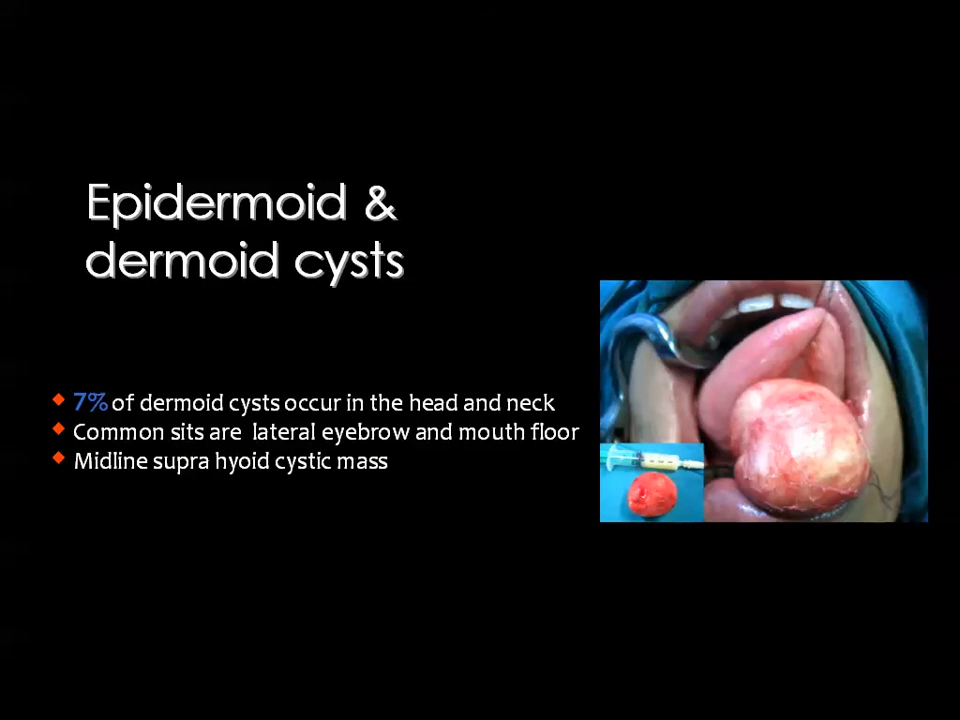 Epidermoid &
dermoid cysts
7% of dermoid cysts occur in the head and neck
Common sits are lateral eyebrow and mouth floor
Midline supra hyoid cystic mass